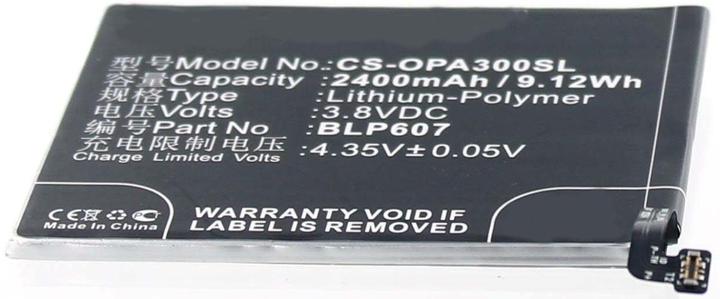 型号Model No.:CS-OPA300SL
容量Capacity:2400mAh/9.12Wh
规格Type:Lithium-Polymer
电压Volts:3.8VDC
编号Part No:BLP607
充电限制电压
Charge Limited Volts:4.35V±0.05V
CE
Made In China
WARRANTY VOID IF
LABEL IS REMOVED